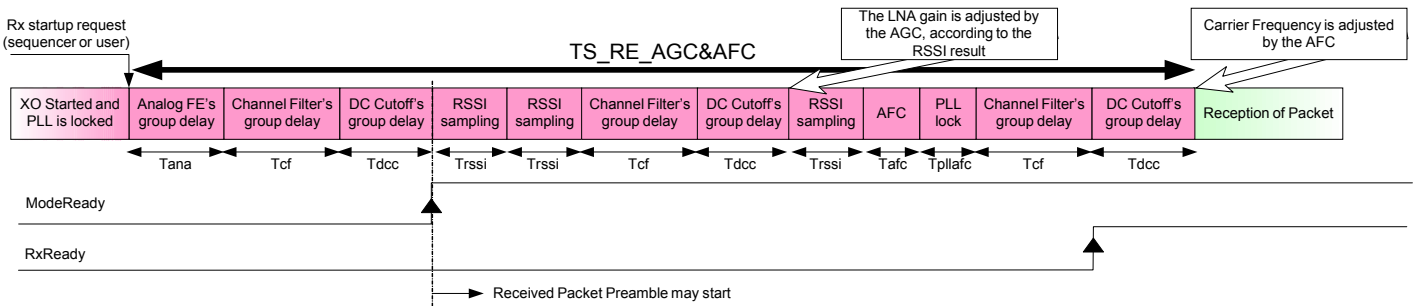 Rx startup request
(sequencer or user)
TS_RE_AGC&AFC
The LNA gain is adjusted by
the AGC, according to the
RSSI result
Carrier Frequency is adjusted
by the AFC
XO Started and
PLL is locked
Analog FE's
group delay
Channel Filter's
group delay
DC Cutoff's
group delay
RSSI
sampling
RSSI
sampling
Channel Filter's
group delay
DC Cutoff's
group delay
RSSI
sampling
AFC
PLL
lock
Channel Filter's
group delay
DC Cutoff's
group delay
Reception of Packet
Tana
Tcf
Tdcc
Trssi
Trssi
Tcf
Tdcc
Trssi
Tafc
Tpllafc
Tcf
Tdcc
ModeReady
RxReady
Received Packet Preamble may start